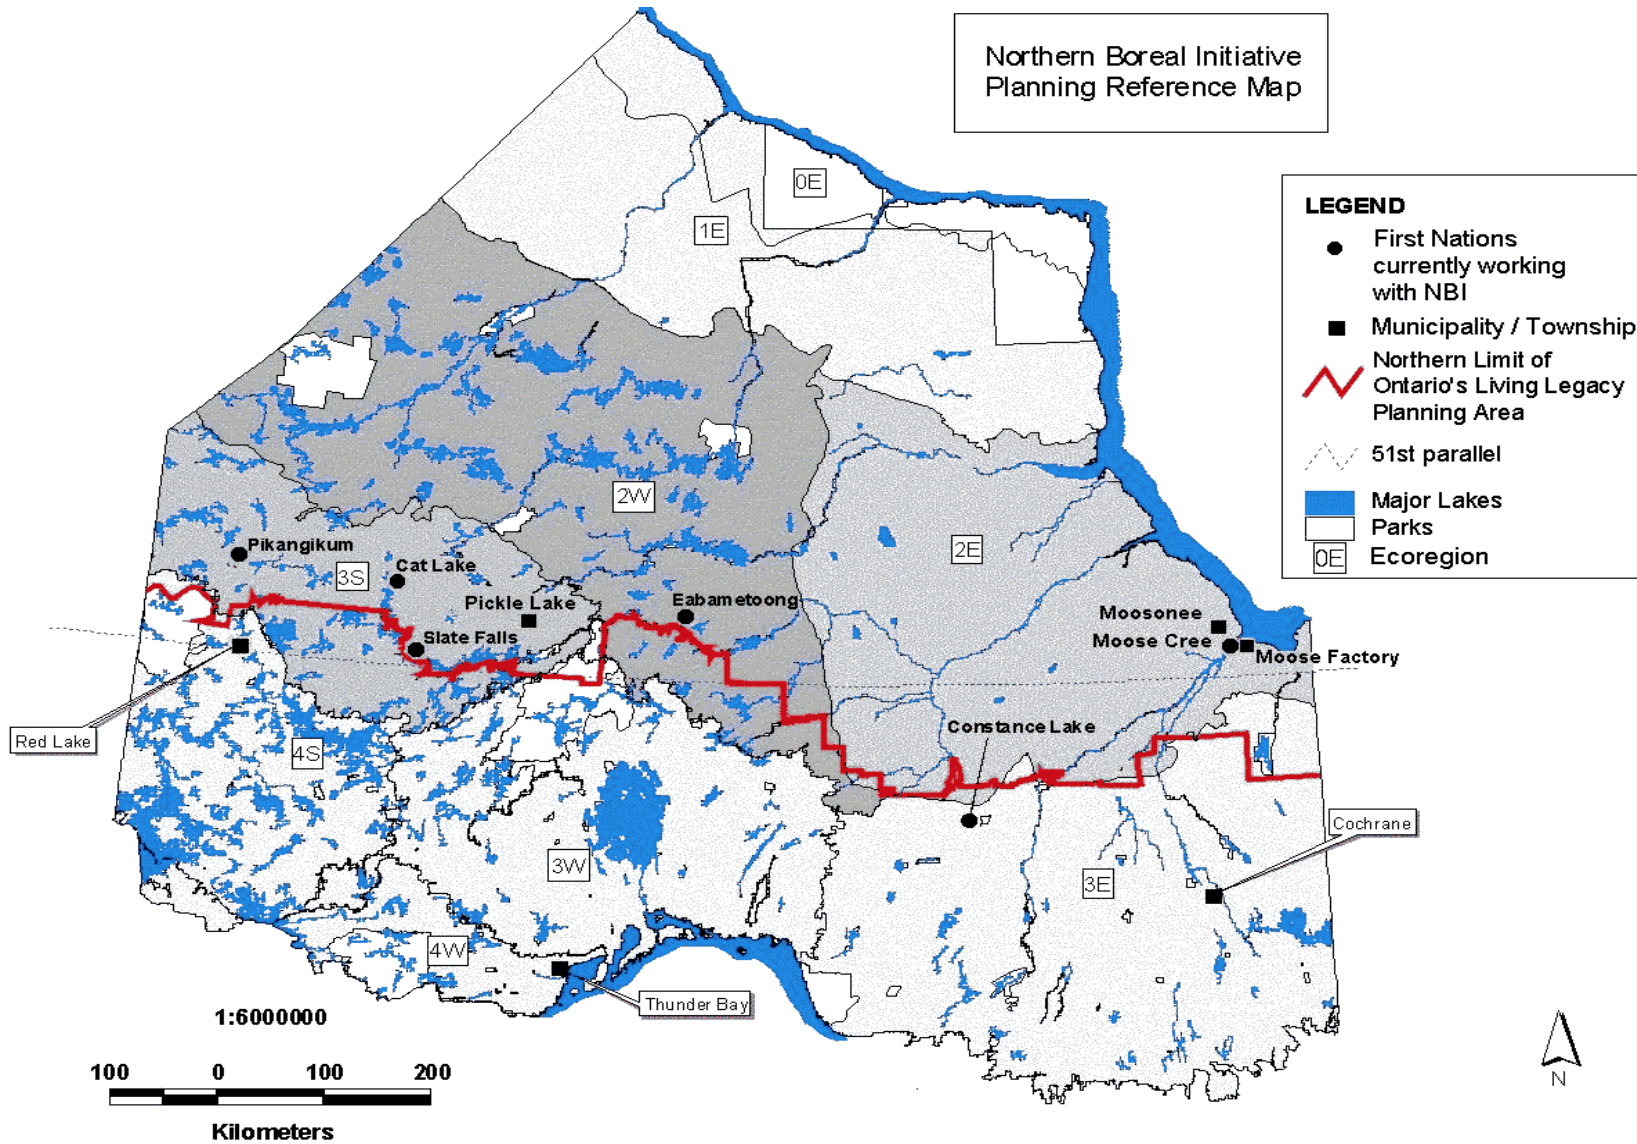 Northern Boreal Initiative
Planning Reference Map
LEGEND
First Nations
currently working
with NBI
Municipality / Township
Northern Limit of
Ontario's Living Legacy
Planning Area
51st parallel
Major Lakes
Parks
0E
Ecoregion
0E
1E
2W
2E
Pikangikum
3S
Cat Lake
Pickle Lake
Eabametoong
Slate Falls
Moosonee
Moose Cree
Moose Factory
Red Lake
4S
Constance Lake
Cochrane
3W
3E
4W
Thunder Bay
1:6000000
100 0 100 200
Kilometers
N